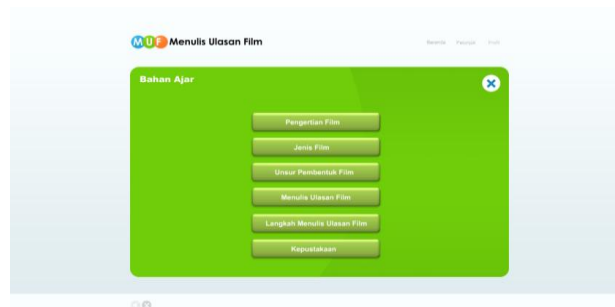 MUF Menulis Ulasan Film
Bahan Ajar
Pengertian Film
Jenis Film
Unsur Pembentuk Film
Menulis Ulasan Film
Langkah Menulis Ulasan Film
Kepustakaan